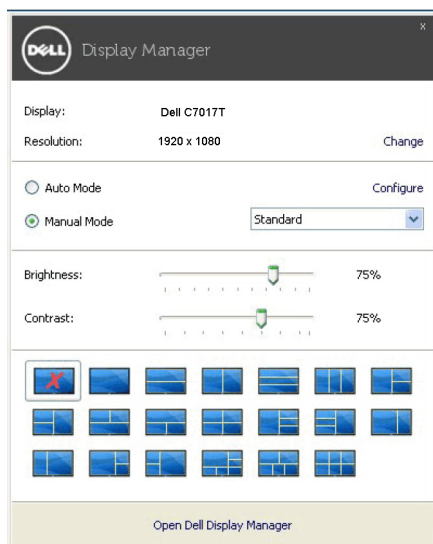 x
DELL Display Manager
Display: Dell C7017T
Resolution: 1920 x 1080 Change
Auto Mode Configure
Manual Mode Standard
Brightness: 75%
Contrast: 75%
Open Dell Display Manager